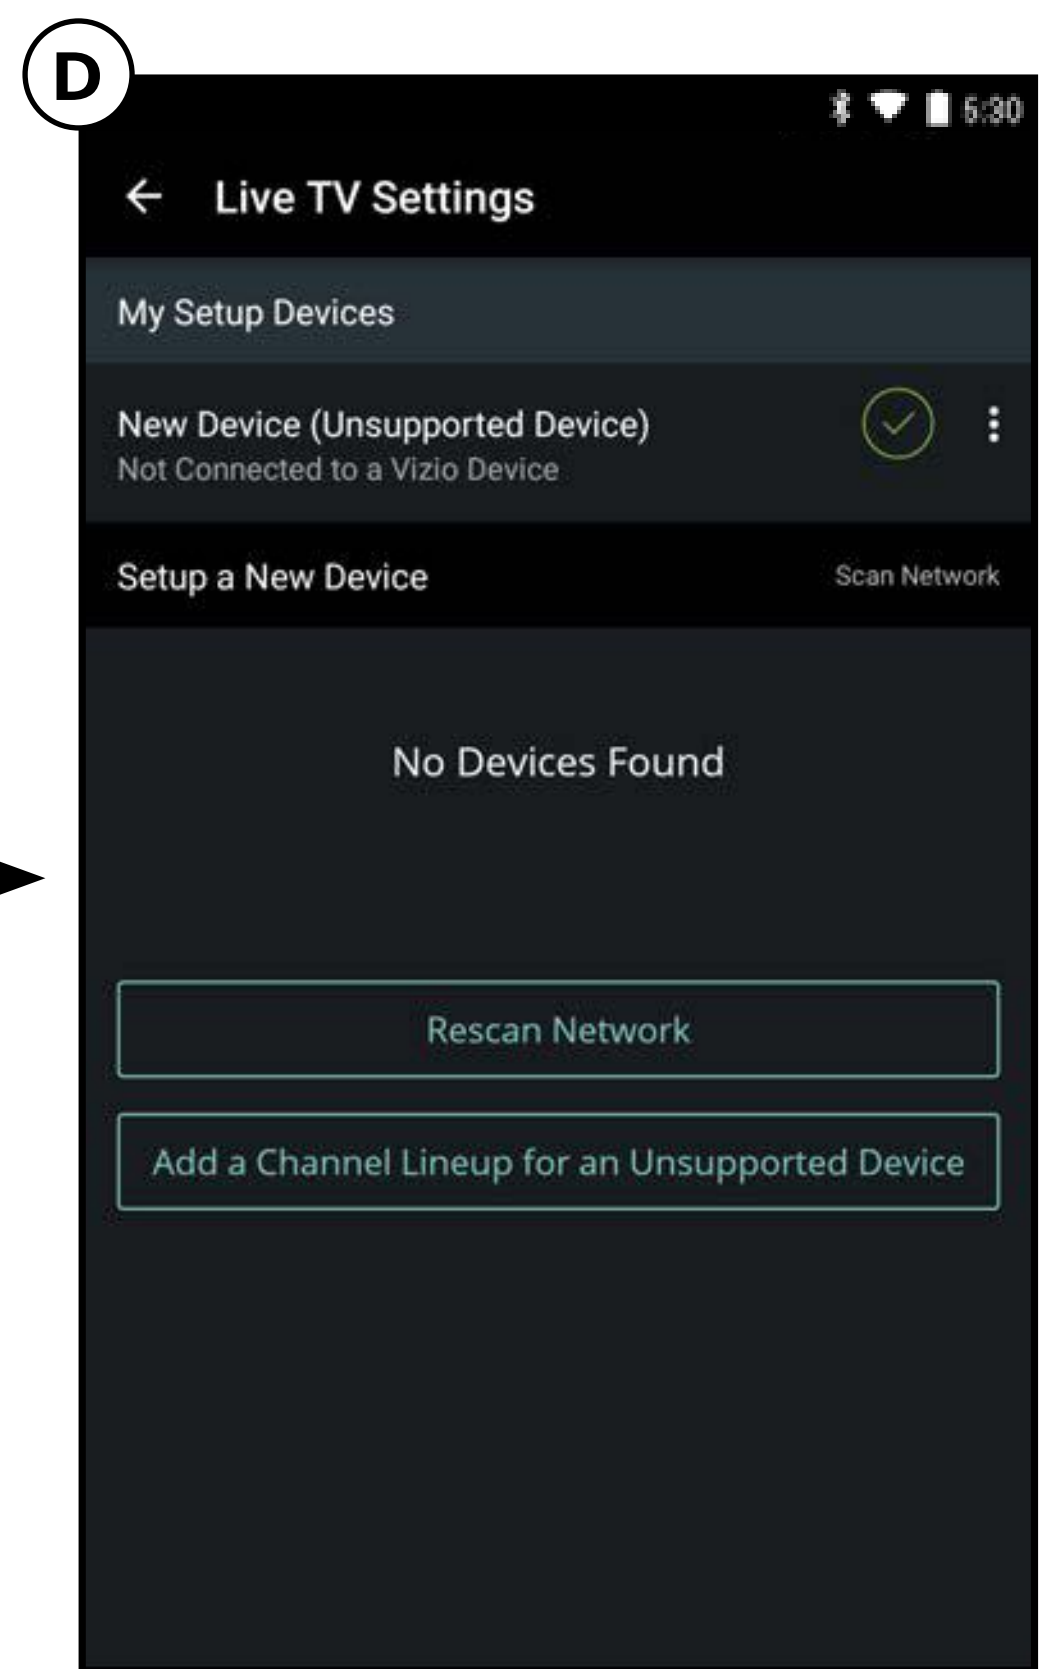 D
5:30
Live TV Settings
My Setup Devices
New Device (Unsupported Device)
Not Connected to a Vizio Device
Setup a New Device
Scan Network
No Devices Found
Rescan Network
Add a Channel Lineup for an Unsupported Device